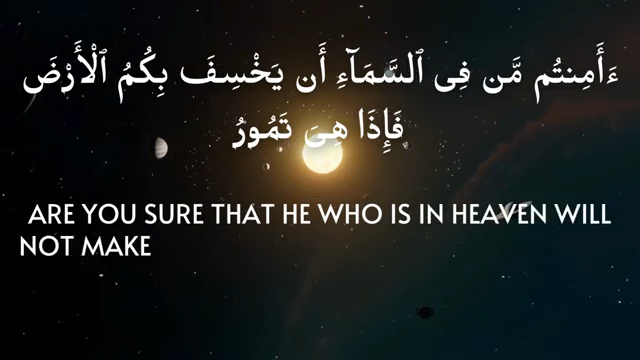 ءَأَمِنتُم مَّن فِى ٱلسَّمَآءِ أَن يَخْسِفَ بِكُمُ ٱلْأَرْضَ
فَإِذَا هِىَ تَمُورُ
ARE YOU SURE THAT HE WHO IS IN HEAVEN WILL
NOT MAKE